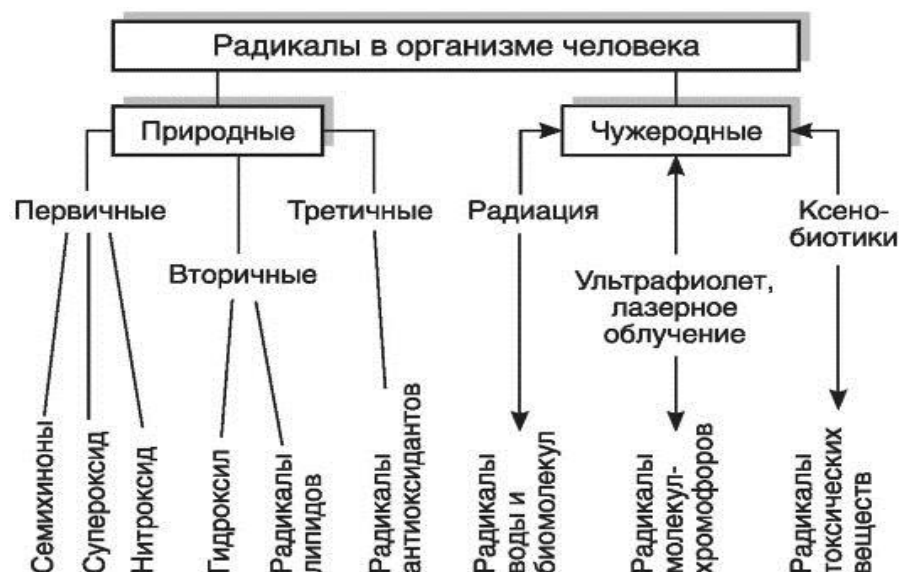 Радикалы в организме человека
Природные
Чужеродные
Первичные
Третичные
Радиация
Ксено-
биотики
Вторичные
Ультрафиолет,
лазерное
облучение
Семихиноны
Супероксид
Нитроксид
Гидроксил
Радикалы
липидов
Радикалы
антиоксидантов
Радикалы
воды и
биомолекул
Радикалы
молекул-
хромофоров
Радикалы
токсических
веществ